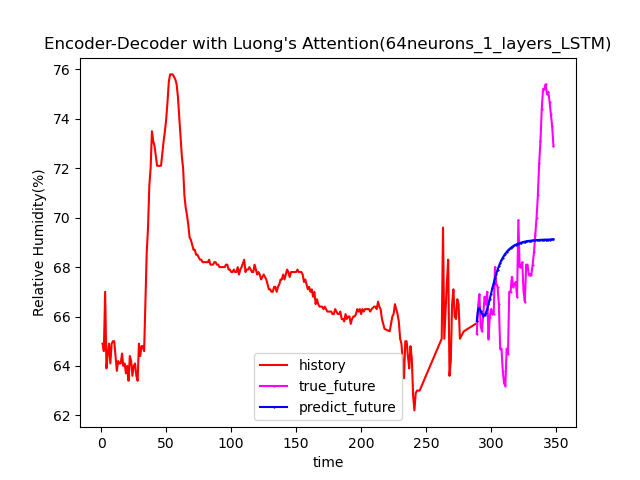 Encoder-Decoder with Luong's Attention(64neurons_1_layers_LSTM)
76
74
72
70
68
66
64
62
Relative Humidity(%)
history
true_future
predict_future
0
50
100
150
200
250
300
350
time